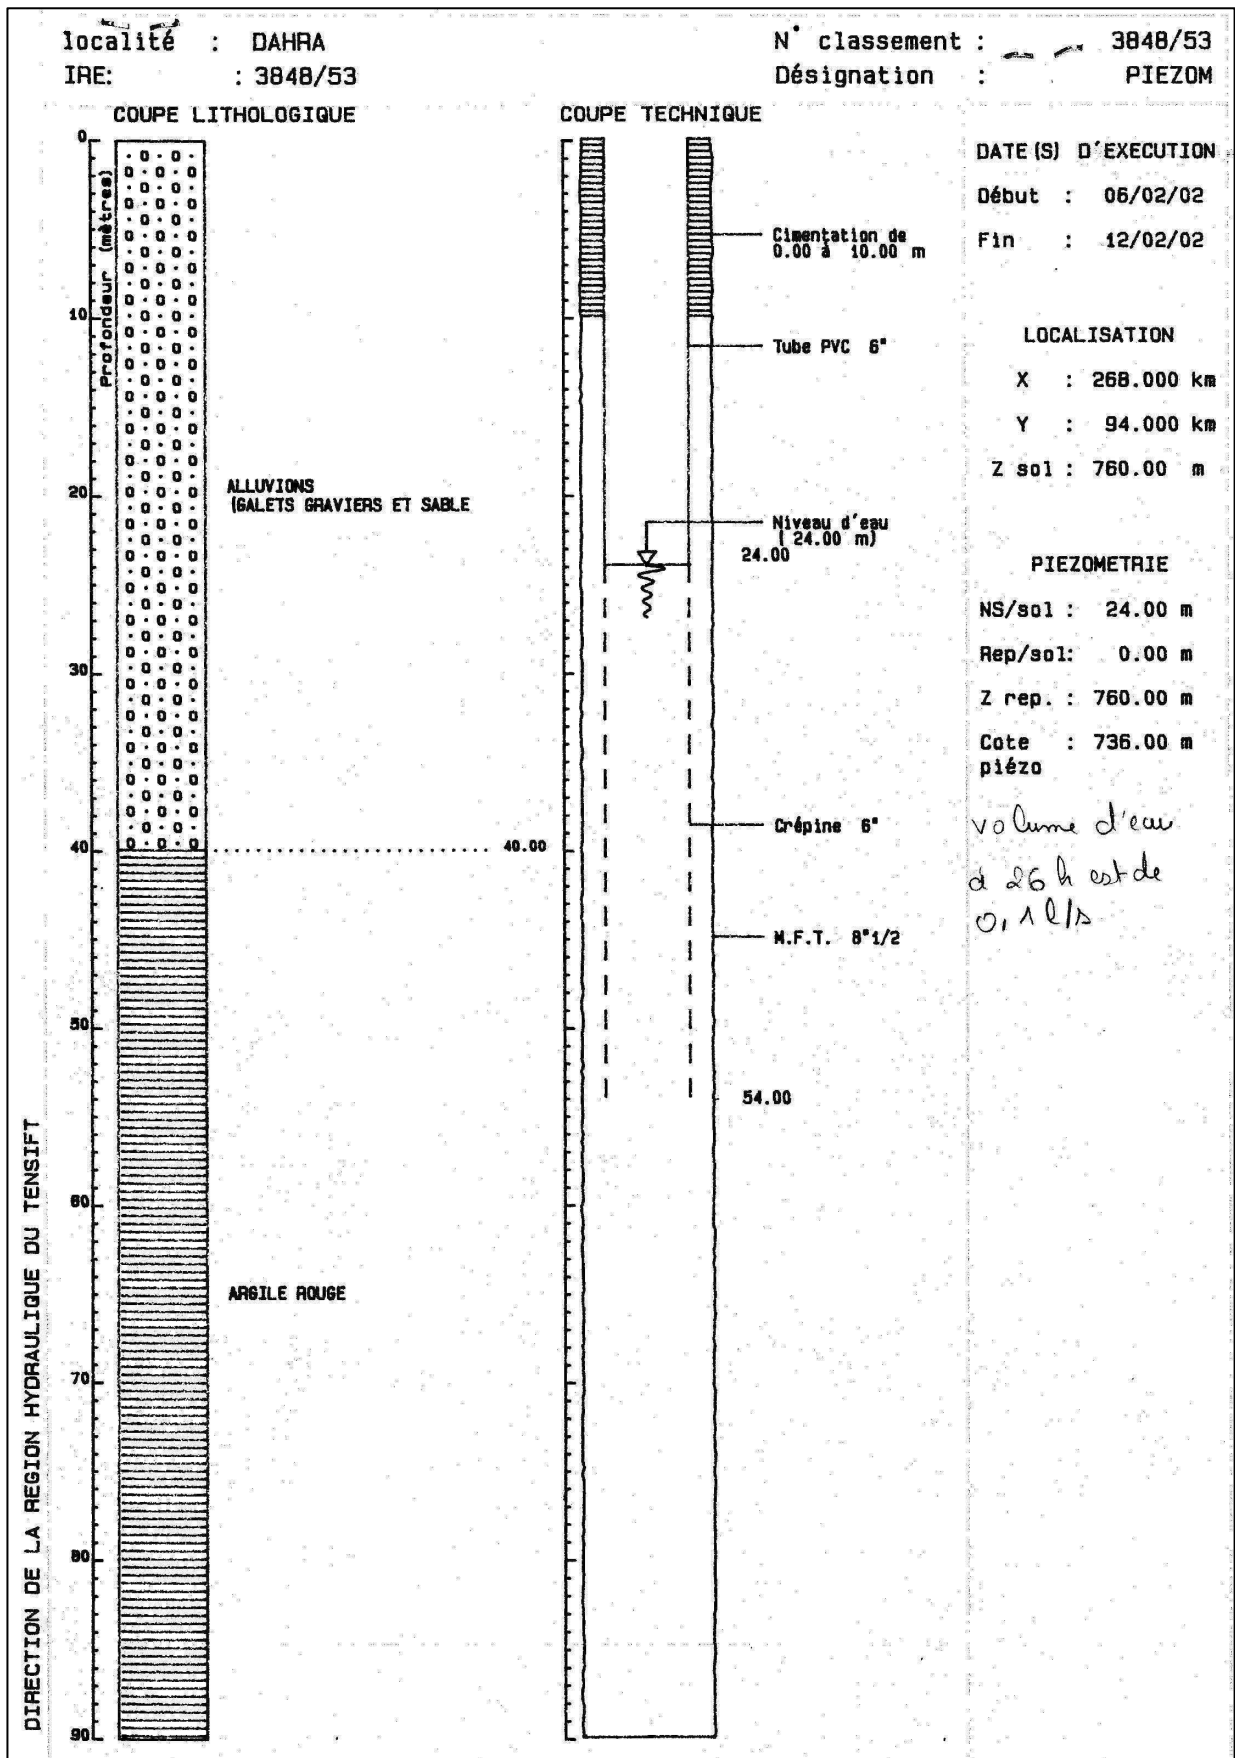 localité : DAHRA
IRE: : 3848/53
N° classement : 3848/53
Désignation : PIEZOM
COUPE LITHOLOGIQUE
COUPE TECHNIQUE
Profondeur (mètres)
0
10
20
30
40
50
60
70
80
90
ALLUVIONS
(GALETS GRAVIERS ET SABLE
40.00
ARGILE ROUGE
Cimentation de
0.00 à 10.00 m
Tube PVC 6"
Niveau d'eau
( 24.00 m)
24.00
Crépine 6"
M.F.T. 8"1/2
54.00
DATE(S) D'EXECUTION
Début : 06/02/02
Fin : 12/02/02
LOCALISATION
X : 268.000 km
Y : 94.000 km
Z sol : 760.00 m
PIEZOMETRIE
NS/sol : 24.00 m
Rep/sol: 0.00 m
Z rep. : 760.00 m
Cote : 736.00 m
piézo
volume d'eau
à 26 h est de
0,1 l/s
DIRECTION DE LA REGION HYDRAULIQUE DU TENSIFT